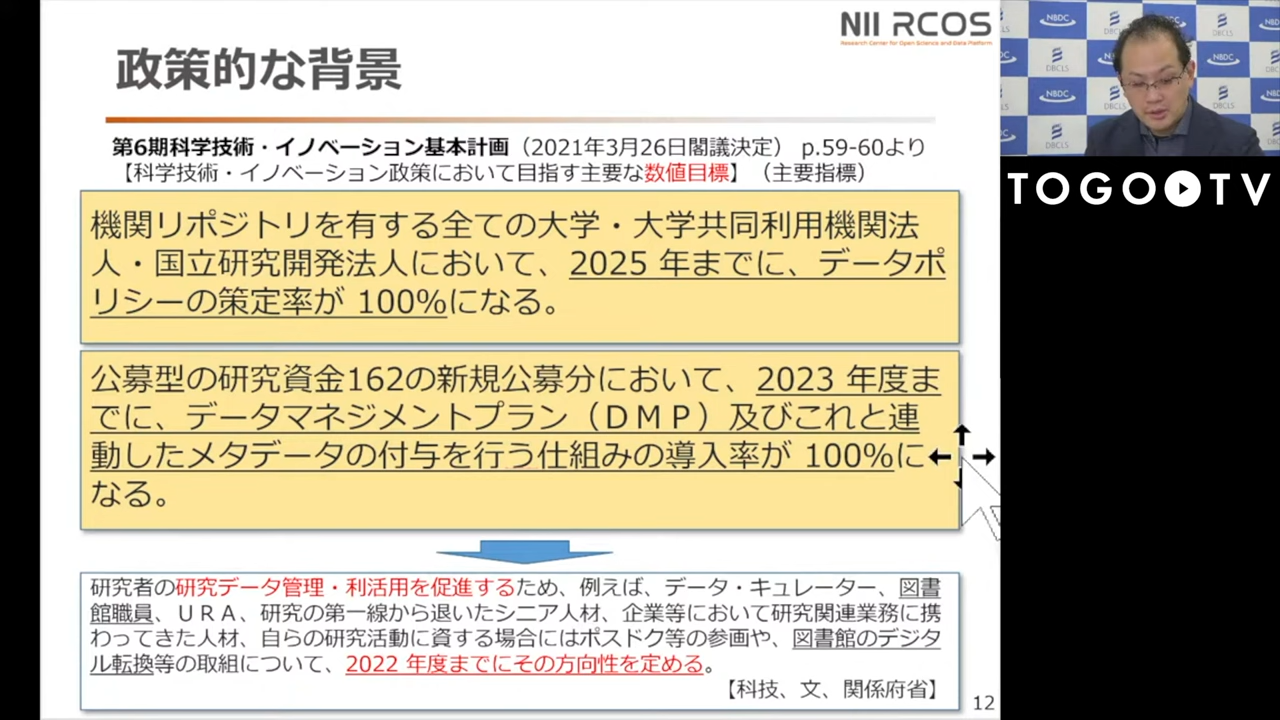 NII RCOS
Research Center for Open Science and Data Platform
政策的な背景
第6期科学技術・イノベーション基本計画（2021年3月26日閣議決定） p.59-60より
【科学技術・イノベーション政策において目指す主要な数値目標】（主要指標）
機関リポジトリを有する全ての大学・大学共同利用機関法
人・国立研究開発法人において、2025 年までに、データポ
リシーの策定率が 100%になる。
公募型の研究資金162の新規公募分において、2023 年度ま
でに、データマネジメントプラン（ＤＭＰ）及びこれと連
動したメタデータの付与を行う仕組みの導入率が 100%に
なる。
研究者の研究データ管理・利活用を促進するため、例えば、データ・キュレーター、図書
館職員、ＵＲＡ、研究の第一線から退いたシニア人材、企業等において研究関連業務に携
わってきた人材、自らの研究活動に資する場合にはポスドク等の参画や、図書館のデジタ
ル転換等の取組について、2022 年度までにその方向性を定める。
【科技、文、関係府省】
12
NBDC
DBCLS
NBDC
DBCLS
NBDC
DBCLS
NBDC
DBCLS
TOGO TV